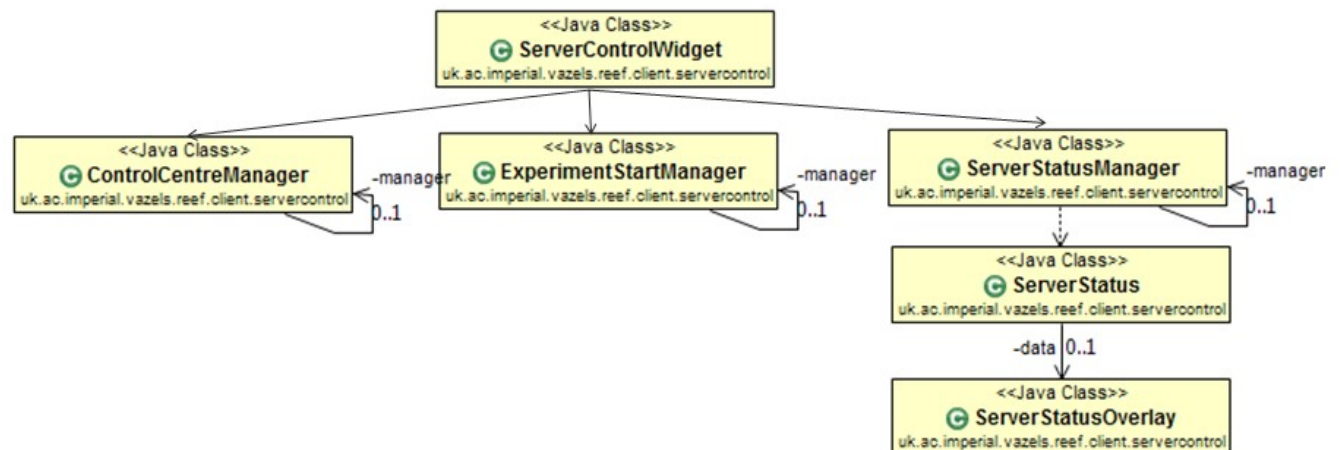 <<Java Class>>
ServerControlWidget
uk.ac.imperial.vazels.reef.client.servercontrol
<<Java Class>>
ControlCentreManager
uk.ac.imperial.vazels.reef.client.servercontrol
-manager
0..1
<<Java Class>>
ExperimentStartManager
uk.ac.imperial.vazels.reef.client.servercontrol
-manager
0..1
<<Java Class>>
ServerStatusManager
uk.ac.imperial.vazels.reef.client.servercontrol
-manager
0..1
<<Java Class>>
ServerStatus
uk.ac.imperial.vazels.reef.client.servercontrol
-data 0..1
<<Java Class>>
ServerStatusOverlay
uk.ac.imperial.vazels.reef.client.servercontrol